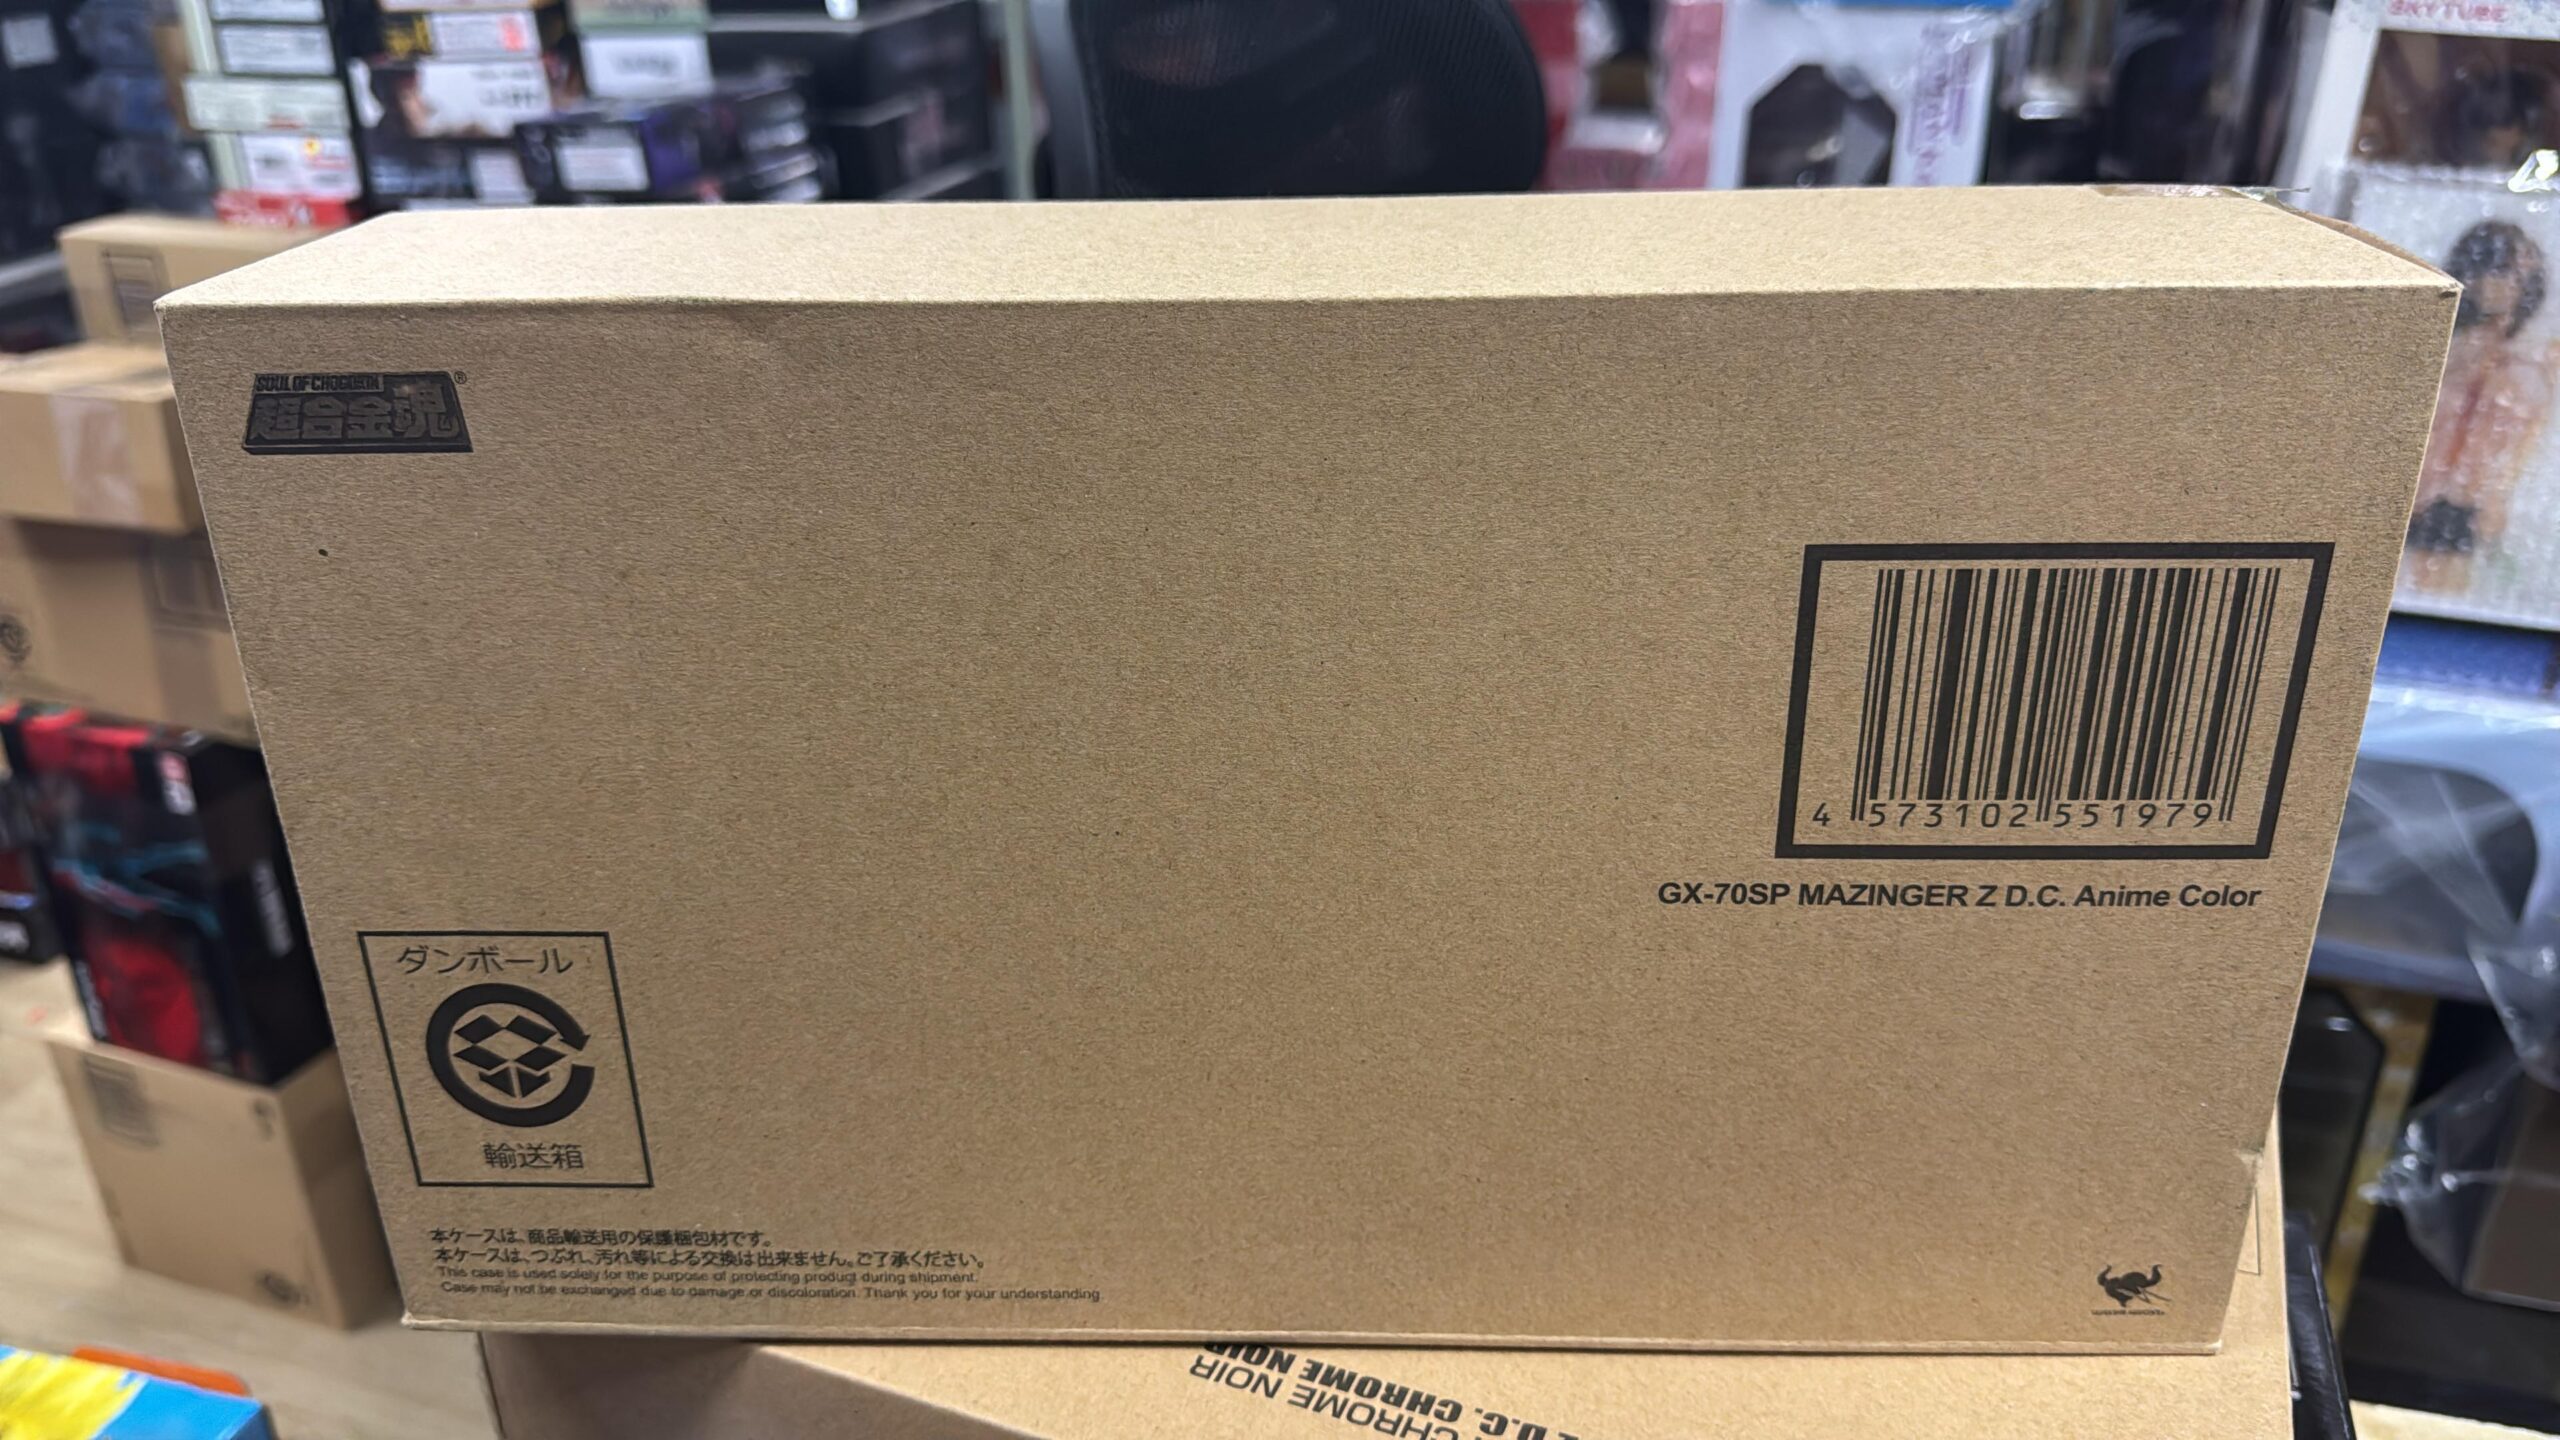 SKYTUBE
SOUL OF CHOGOKIN
超合金魂®
4 573102 551979
GX-70SP MAZINGER Z D.C. Anime Color
ダンボール
輸送箱
本ケースは、商品輸送用の保護梱包材です。
本ケースは、つぶれ、汚れ等による交換は出来ません。ご了承ください。
This case is used solely for the purpose of protecting product during shipment.
Case may not be exchanged due to damage or discoloration. Thank you for your understanding
D.C. CHROME NOIR
CHROME NOIR